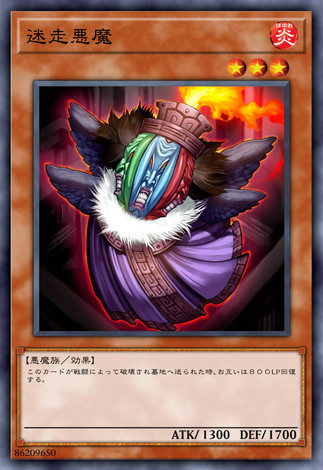 迷走悪魔
炎
【悪魔族／効果】
このカードが戦闘によって破壊され墓地へ送られた時、お互いは８００LP回復
する。
ATK/ 1300 DEF/ 1700
86209650